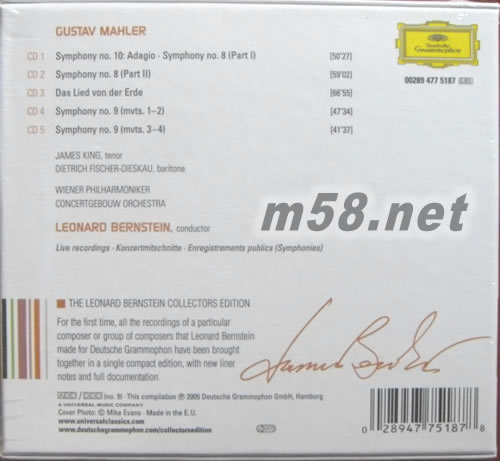 GUSTAV MAHLER
Deutsche
Grammophon
CD 1 Symphony no. 10: Adagio · Symphony no. 8 (Part I) [50'27]
00289 477 5187
CD 2 Symphony no. 8 (Part II) [59'02]
CD 3 Das Lied von der Erde [66'55]
CD 4 Symphony no. 9 (mvts. 1–2) [47'34]
CD 5 Symphony no. 9 (mvts. 3–4) [41'37]
JAMES KING, tenor
DIETRICH FISCHER-DIESKAU, baritone
WIENER PHILHARMONIKER
CONCERTGEBOUW ORCHESTRA
m58.net
LEONARD BERNSTEIN, conductor
Live recordings · Konzertmitschnitte · Enregistrements publics (Symphonies)
THE LEONARD BERNSTEIN COLLECTORS EDITION
For the first time, all the recordings of a particular
composer or group of composers that Leonard Bernstein
made for Deutsche Grammophon have been brought
together in a single compact edition, with new liner
notes and full documentation
(no. 9) · This compilation ℗ 2005 Deutsche Grammophon GmbH, Hamburg
A UNIVERSAL MUSIC COMPANY
Cover Photo: © Mike Evans · Made in the E.U.
www.universalclassics.com
www.deutschegrammophon.com/collectorsedition
0 28947 75187 8